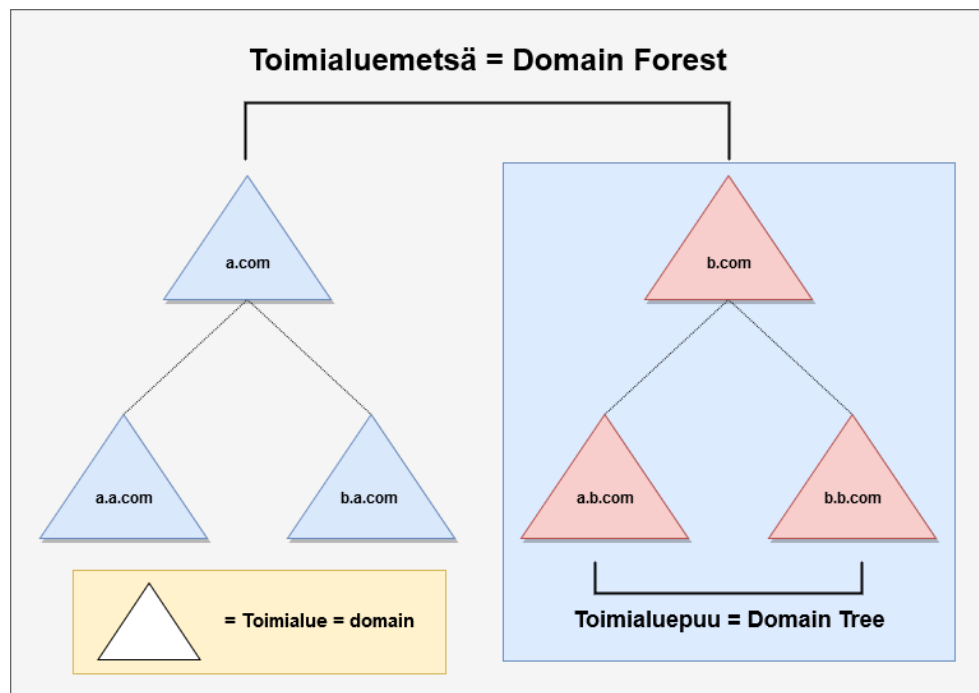 Toimialuemetsä = Domain Forest
a.com
b.com
a.a.com
b.a.com
a.b.com
b.b.com
= Toimialue = domain
Toimialuepuu = Domain Tree